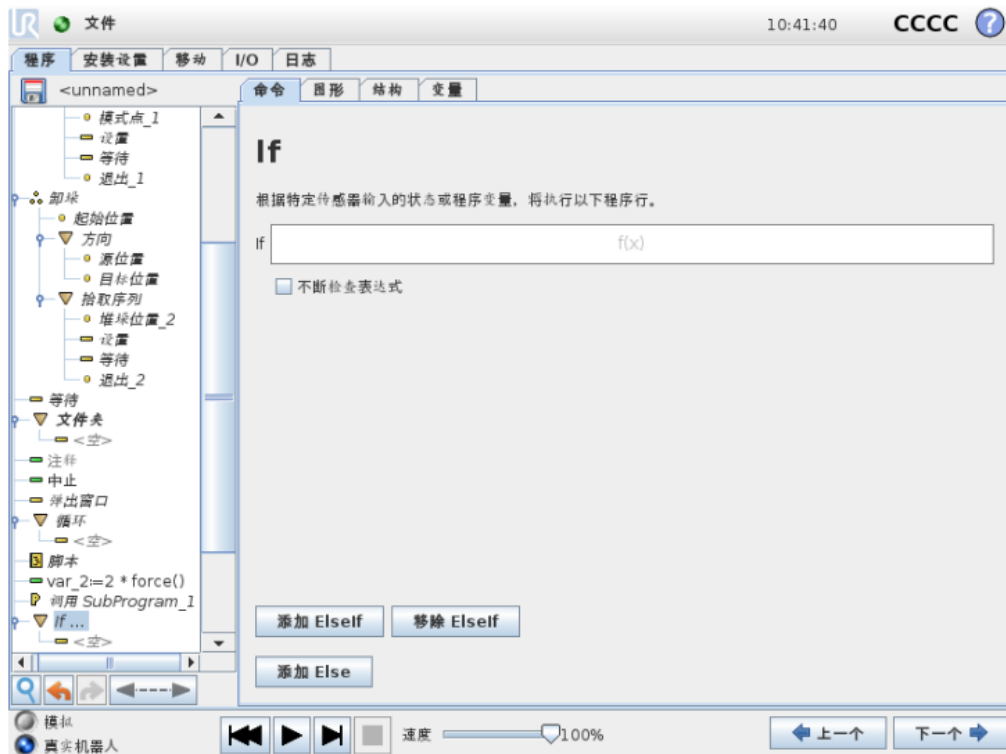 UR 文件 10:41:40 CCCC ?
程序 安装设置 移动 I/O 日志
<unnamed>
命令 图形 结构 变量
模式点_1
设置
等待
退出_1
卸垛
起始位置
方向
源位置
目标位置
拾取序列
堆垛位置_2
设置
等待
退出_2
等待
文件夹
<空>
注释
中止
弹出窗口
循环
<空>
脚本
var_2:=2 * force()
调用 SubProgram_1
If ...
<空>
If
根据特定传感器输入的状态或程序变量，将执行以下程序行。
If f(x)
不断检查表达式
添加 ElseIf 移除 ElseIf
添加 Else
模拟
真实机器人
速度 100%
上一个 下一个